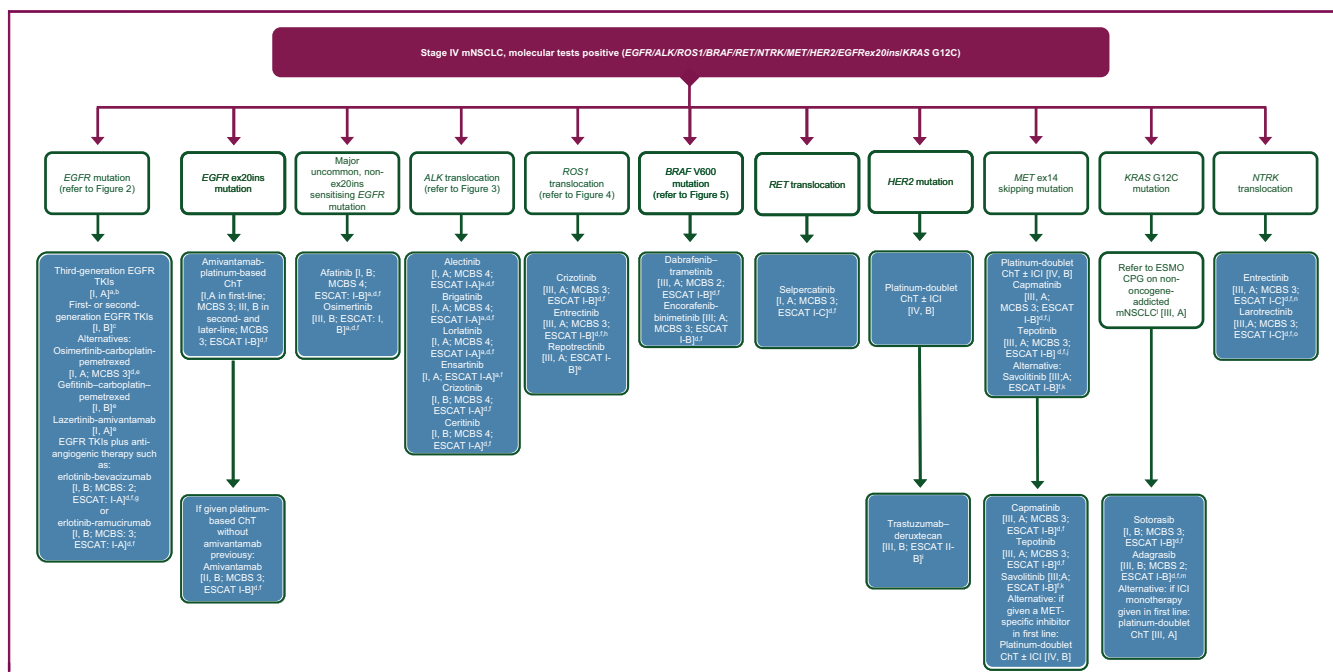 Stage IV mNSCLC, molecular tests positive (EGFR/ALK/ROS1/BRAF/RET/NTRK/MET/HER2/EGFRex20ins/KRAS G12C)
EGFR mutation
(refer to Figure 2)
EGFR ex20ins
mutation
Major
uncommon, non-
ex20ins
sensitising EGFR
mutation
ALK translocation
(refer to Figure 3)
ROS1
translocation
(refer to Figure 4)
BRAF V600
mutation
(refer to Figure 5)
RET translocation
HER2 mutation
MET ex14
skipping mutation
KRAS G12C
mutation
NTRK
translocation
Third-generation EGFR
TKIs
[I, A]a,b
First- or second-
generation EGFR TKIs
[I, B]c
Alternatives:
Osimertinib-carboplatin-
pemetrexed
[I, A; MCBS 3]d,e
Gefitinib–carboplatin–
pemetrexed
[I, B]e
Lazertinib-amivantamab
[I, A]e
EGFR TKIs plus anti-
angiogenic therapy such
as:
erlotinib-bevacizumab
[I, B; MCBS: 2;
ESCAT: I-A]d,f,g
or
erlotinib-ramucirumab
[I, B; MCBS: 3;
ESCAT: I-A]d,f
Amivantamab-
platinum-based
ChT
[I,A in first-line;
MCBS 3; III, B in
second- and
later-line; MCBS
3; ESCAT I-B]d,f
Afatinib [I, B;
MCBS 4;
ESCAT: I-B]a,d,f
Osimertinib
[III, B; ESCAT: I,
B]a,d,f
Alectinib
[I, A; MCBS 4;
ESCAT I-A]a,d,f
Brigatinib
[I, A; MCBS 4;
ESCAT I-A]a,d,f
Lorlatinib
[I, A; MCBS 4;
ESCAT I-A]a,d,f
Ensartinib
[I, A; ESCAT I-A]a,f
Crizotinib
[I, B; MCBS 4;
ESCAT I-A]d,f
Ceritinib
[I, B; MCBS 4;
ESCAT I-A]d,f
Crizotinib
[III, A; MCBS 3;
ESCAT I-B]d,f
Entrectinib
[III, A; MCBS 3;
ESCAT I-B]d,f,h
Repotrectinib
[III, A; ESCAT I-
B]e
Dabrafenib–
trametinib
[III, A; MCBS 2;
ESCAT I-B]d,f
Encorafenib-
binimetinib [III; A;
MCBS 3; ESCAT
I-B]d,f
Selpercatinib
[I, A; MCBS 3;
ESCAT I-C]d,f
Platinum-doublet
ChT ± ICI
[IV, B]
Platinum-doublet
ChT ± ICI [IV, B]
Capmatinib
[III, A;
MCBS 3; ESCAT
I-B]d,f,j
Tepotinib
[III, A; MCBS 3;
ESCAT I-B] d,f,j
Alternative:
Savolitinib [III;A;
ESCAT I-B]f,k
Refer to ESMO
CPG on non-
oncogene-
addicted
mNSCLCl [III, A]
Entrectinib
[III, A; MCBS 3;
ESCAT I-C]d,f,n
Larotrectinib
[III,A; MCBS 3;
ESCAT I-C]d,f,o
If given platinum-
based ChT
without
amivantamab
previousy:
Amivantamab
[II, B; MCBS 3;
ESCAT I-B]d,f
Trastuzumab–
deruxtecan
[III, B; ESCAT II-
B]i
Capmatinib
[III, A; MCBS 3;
ESCAT I-B]d,f
Tepotinib
[III, A; MCBS 3;
ESCAT I-B]d,f
Savolitinib [III;A;
ESCAT I-B]f,k
Alternative: if
given a MET-
specific inhibitor
in first line:
Platinum-doublet
ChT ± ICI [IV, B]
Sotorasib
[I, B; MCBS 3;
ESCAT I-B]d,f
Adagrasib
[III, B; MCBS 2;
ESCAT I-B]d,f,m
Alternative: if ICI
monotherapy
given in first line:
platinum-doublet
ChT [III, A]